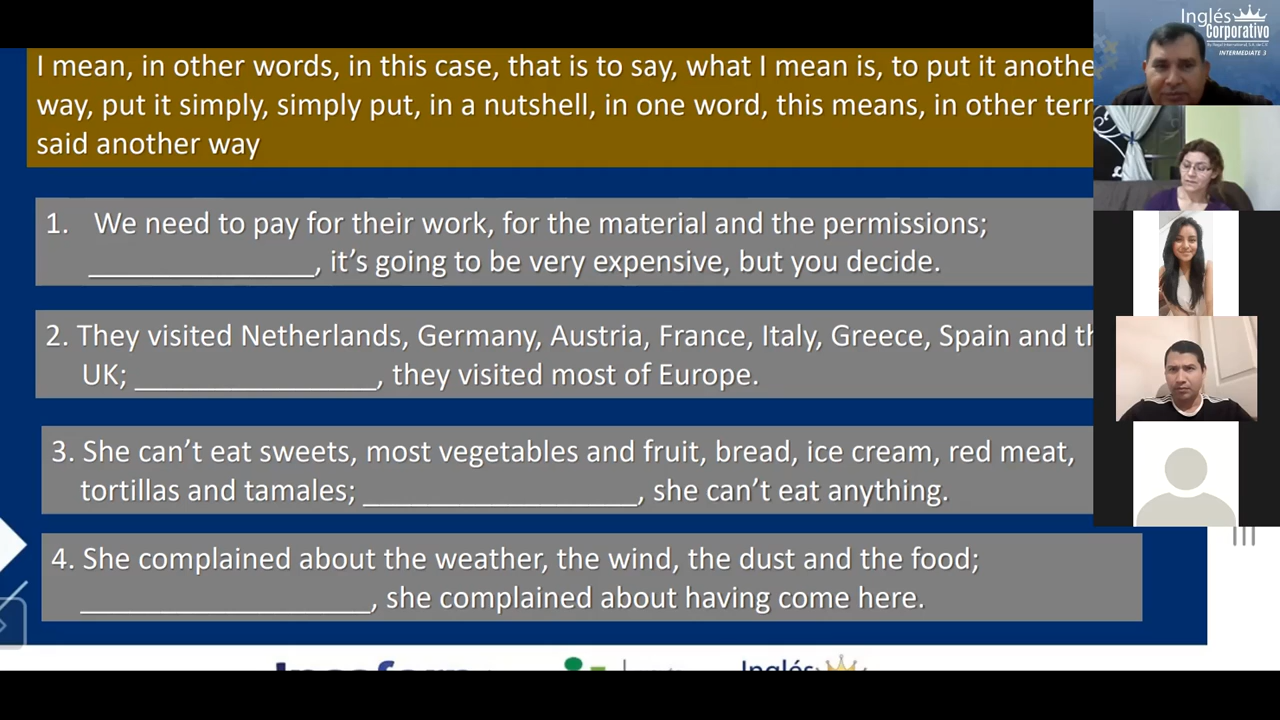 I mean, in other words, in this case, that is to say, what I mean is, to put it
way, put it simply, simply put, in a nutshell, in one word, this means, in other
said another way
1. We need to pay for their work, for the material and the permissions;
_______________, it's going to be very expensive, but you decide.
2. They visited Netherlands, Germany, Austria, France, Italy, Greece, Spain and
UK; ________________, they visited most of Europe.
3. She can't eat sweets, most vegetables and fruit, bread, ice cream, red meat,
tortillas and tamales; __________________, she can't eat anything.
4. She complained about the weather, the wind, the dust and the food;
___________________, she complained about having come here.
Inglés
Corporativo
INTERMEDIATE 3
Inglés